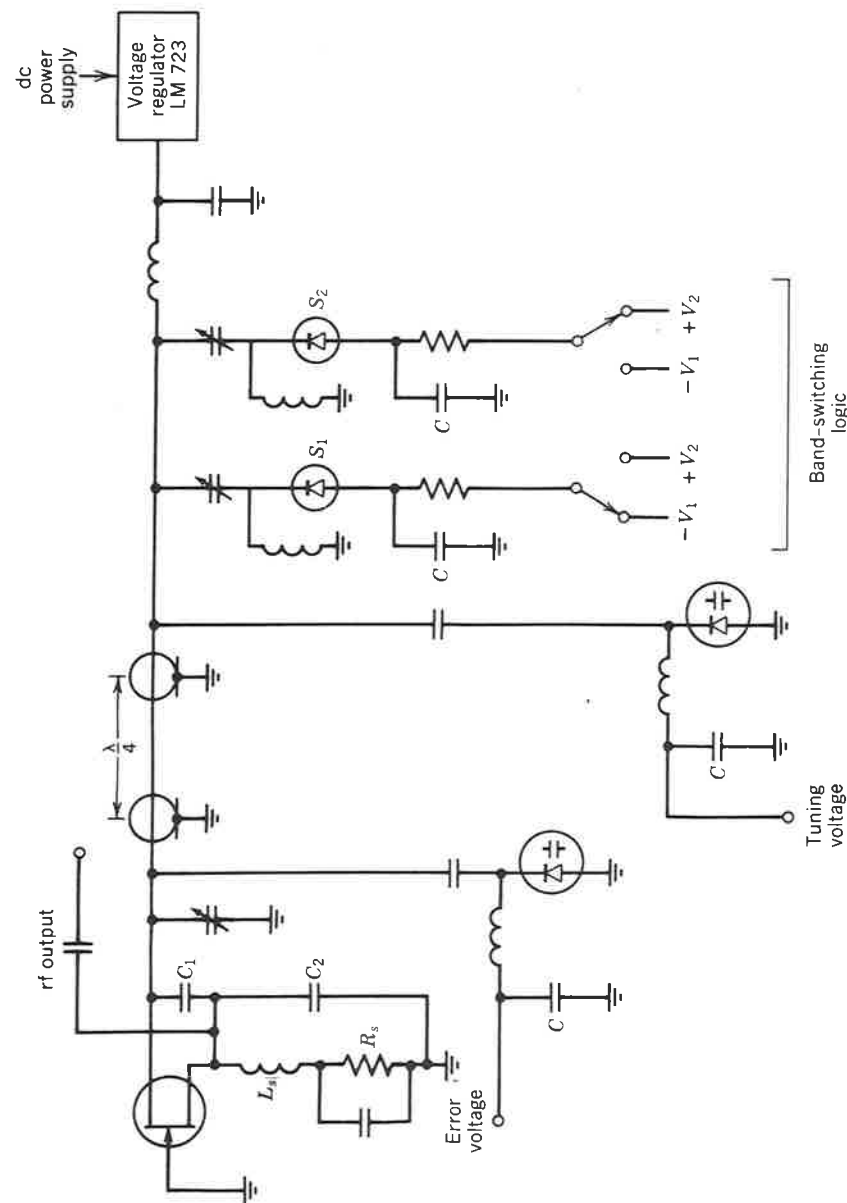 dc
power
supply
Voltage
regulator
LM 723
S₂
C
-V₁
+V₂
S₁
C
-V₁
+V₂
Band-switching
logic
λ
4
C
Tuning
voltage
rf output
C₁
C₂
Lₛ
Rₛ
C
Error
voltage